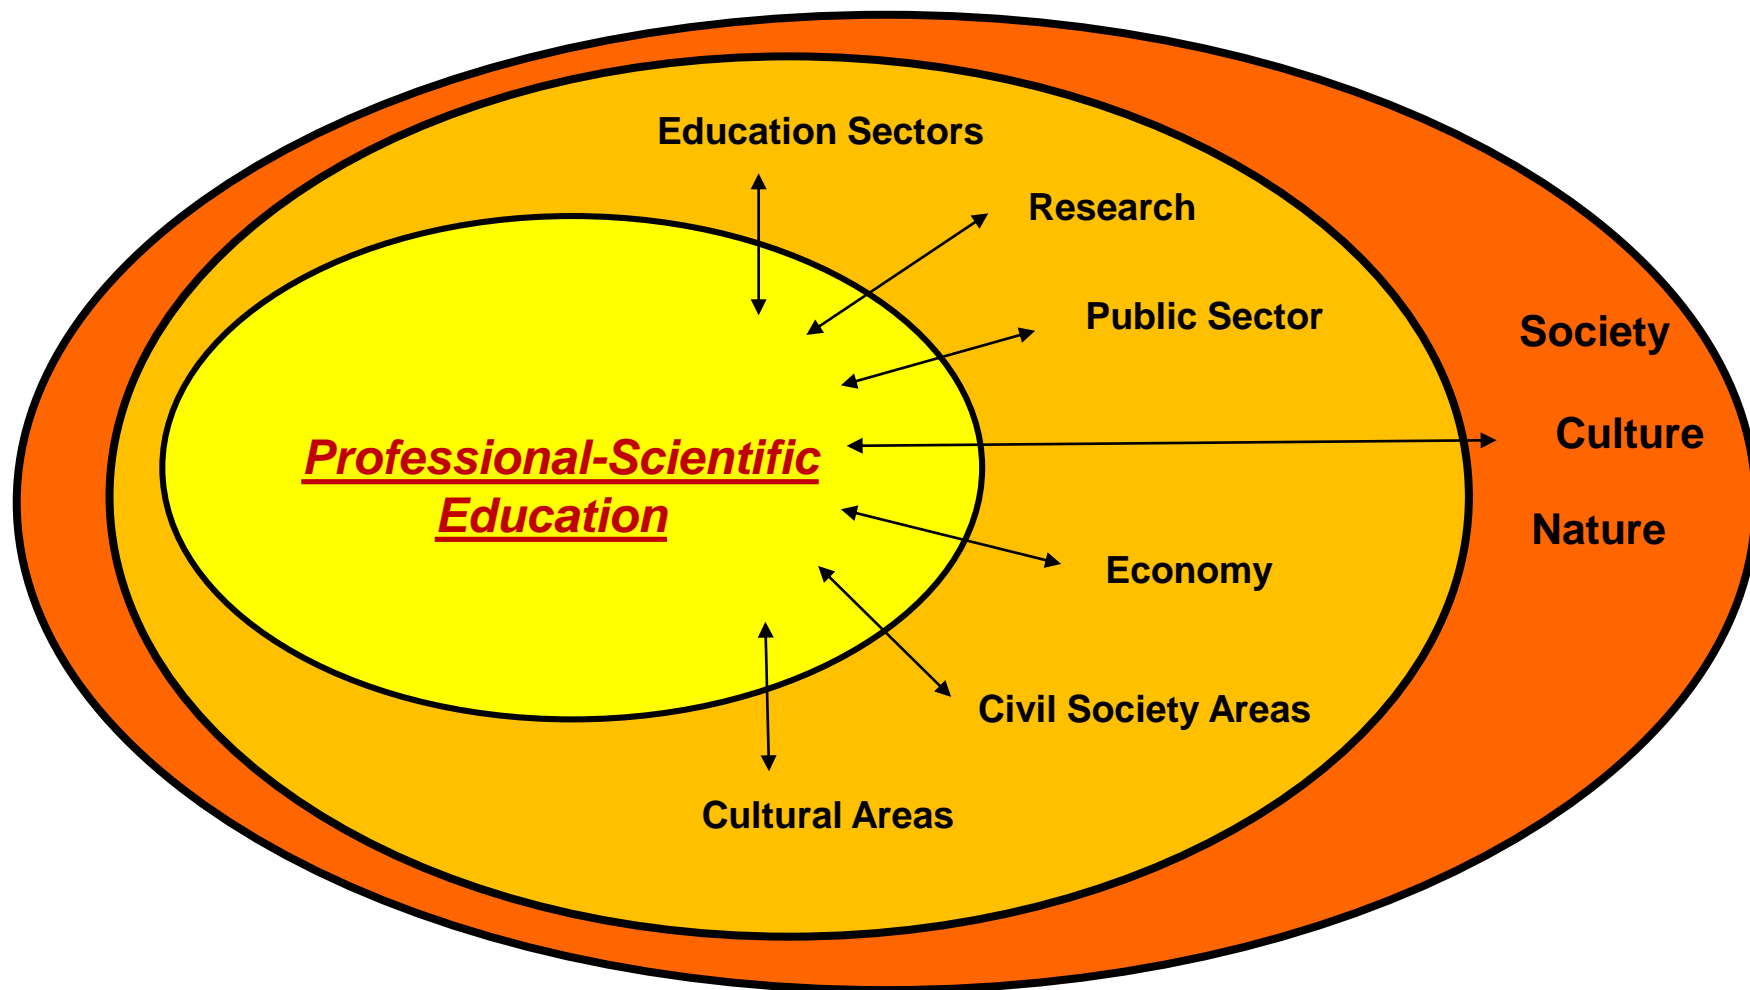 Education Sectors
Research
Public Sector
Society
Culture
Professional-Scientific
Education
Nature
Economy
Civil Society Areas
Cultural Areas